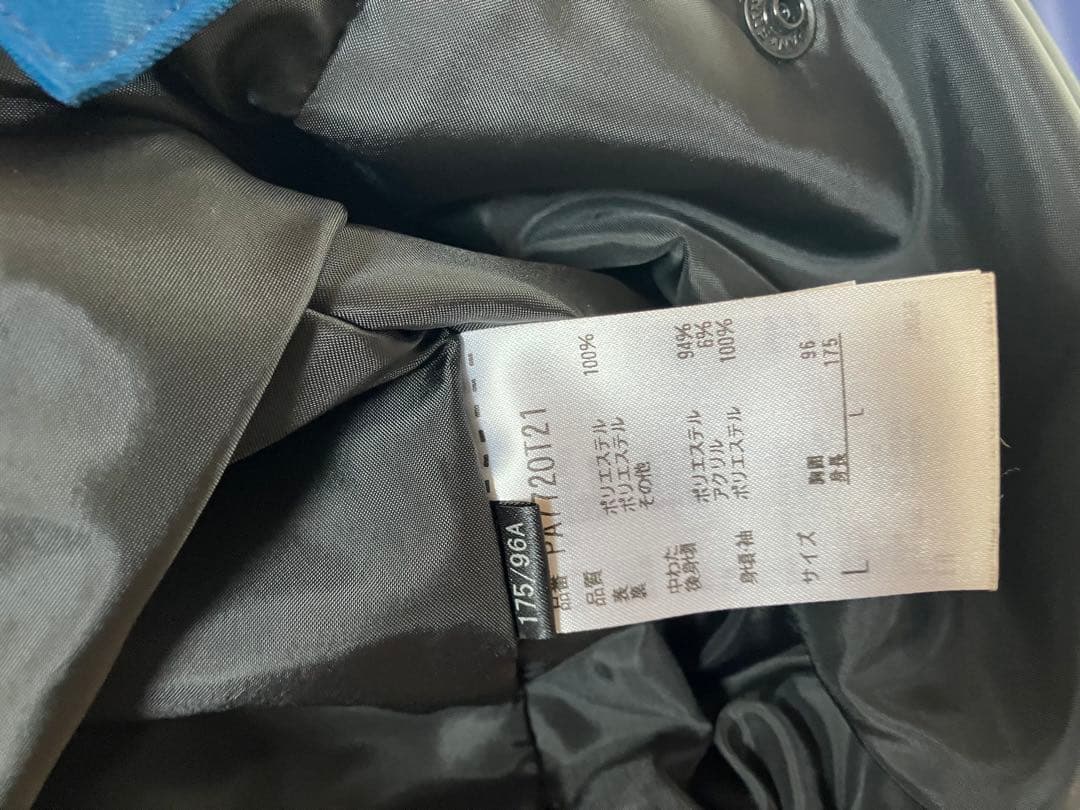 175/96A
品番 PA7720T21
品質
表 ポリエステル 100%
裏 ポリエステル
その他
中わた
後身頃
ポリエステル 94%
アクリル 6%
身頃・袖 ポリエステル 100%
サイズ 胸囲 96
身長 175
L L